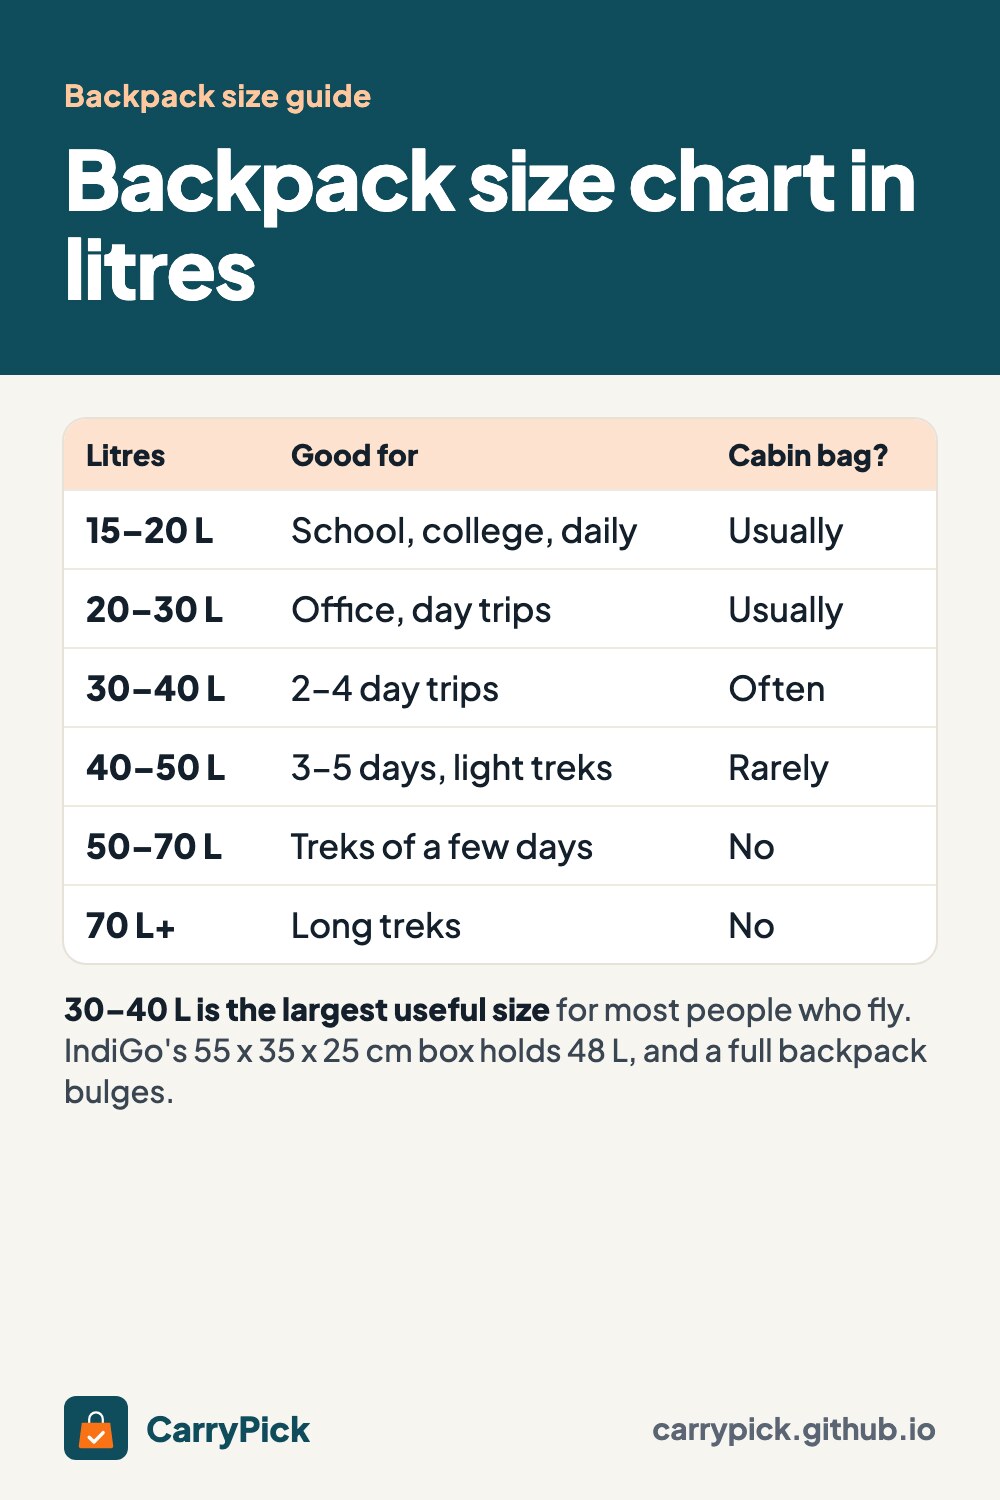 Backpack size guide
Backpack size chart in
litres
Litres Good for Cabin bag?
15–20 L School, college, daily Usually
20–30 L Office, day trips Usually
30–40 L 2–4 day trips Often
40–50 L 3–5 days, light treks Rarely
50–70 L Treks of a few days No
70 L+ Long treks No
30–40 L is the largest useful size for most people who fly.
IndiGo's 55 x 35 x 25 cm box holds 48 L, and a full backpack
bulges.
CarryPick carrypick.github.io